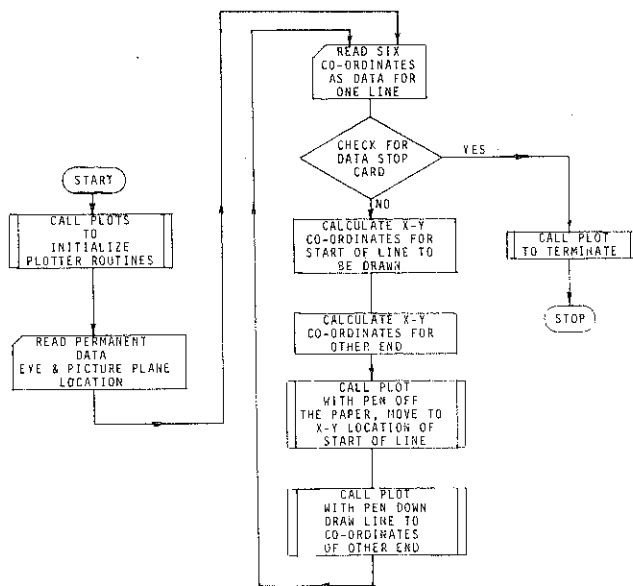 START
CALL PLOTS
TO
INITIALIZE
PLOTTER ROUTINES
READ PERMANENT
DATA
EYE & PICTURE PLANE
LOCATION
READ SIX
CO-ORDINATES
AS DATA FOR
ONE LINE
CHECK FOR
DATA STOP
CARD
YES
NO
CALCULATE X-Y
CO-ORDINATES FOR
START OF LINE TO
BE DRAWN
CALCULATE X-Y
CO-ORDINATES FOR
OTHER END
CALL PLOT
WITH PEN OFF
THE PAPER, MOVE TO
X-Y LOCATION OF
START OF LINE
CALL PLOT
WITH PEN DOWN
DRAW LINE TO
CO-ORDINATES
OF OTHER END
CALL PLOT
TO TERMINATE
STOP